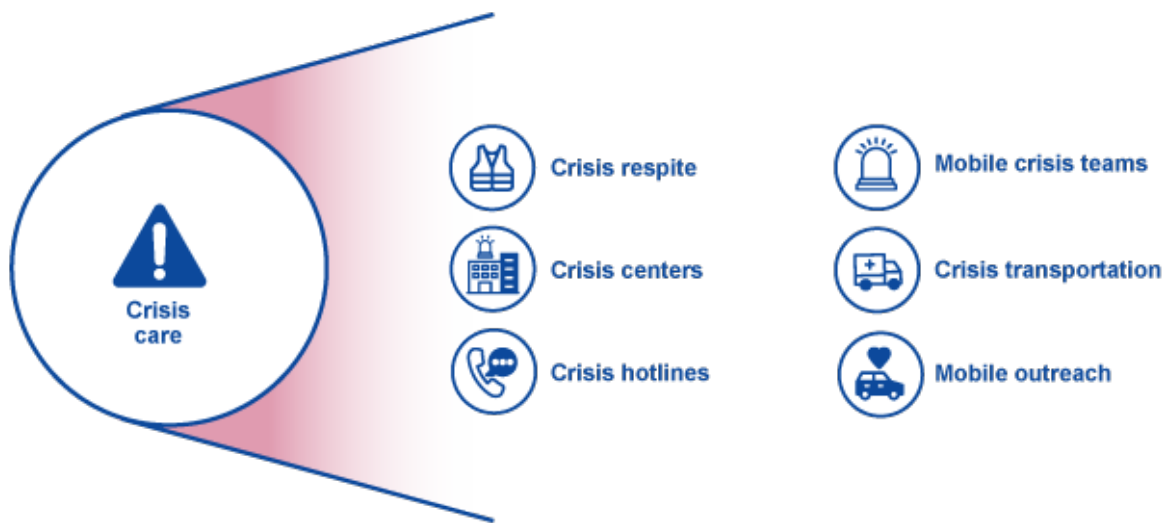 Crisis
care
Crisis respite
Crisis centers
Crisis hotlines
Mobile crisis teams
Crisis transportation
Mobile outreach